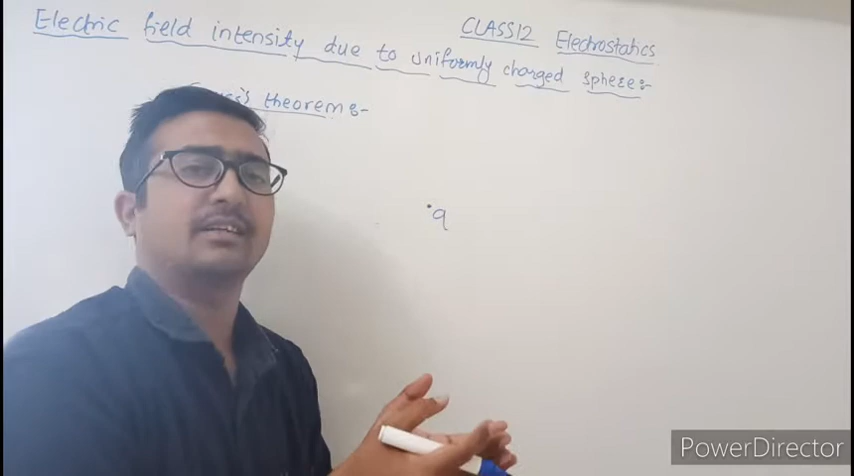 CLASS12 Electrostatics
Electric field intensity due to uniformly charged sphere:-
theorem:-
q
PowerDirector